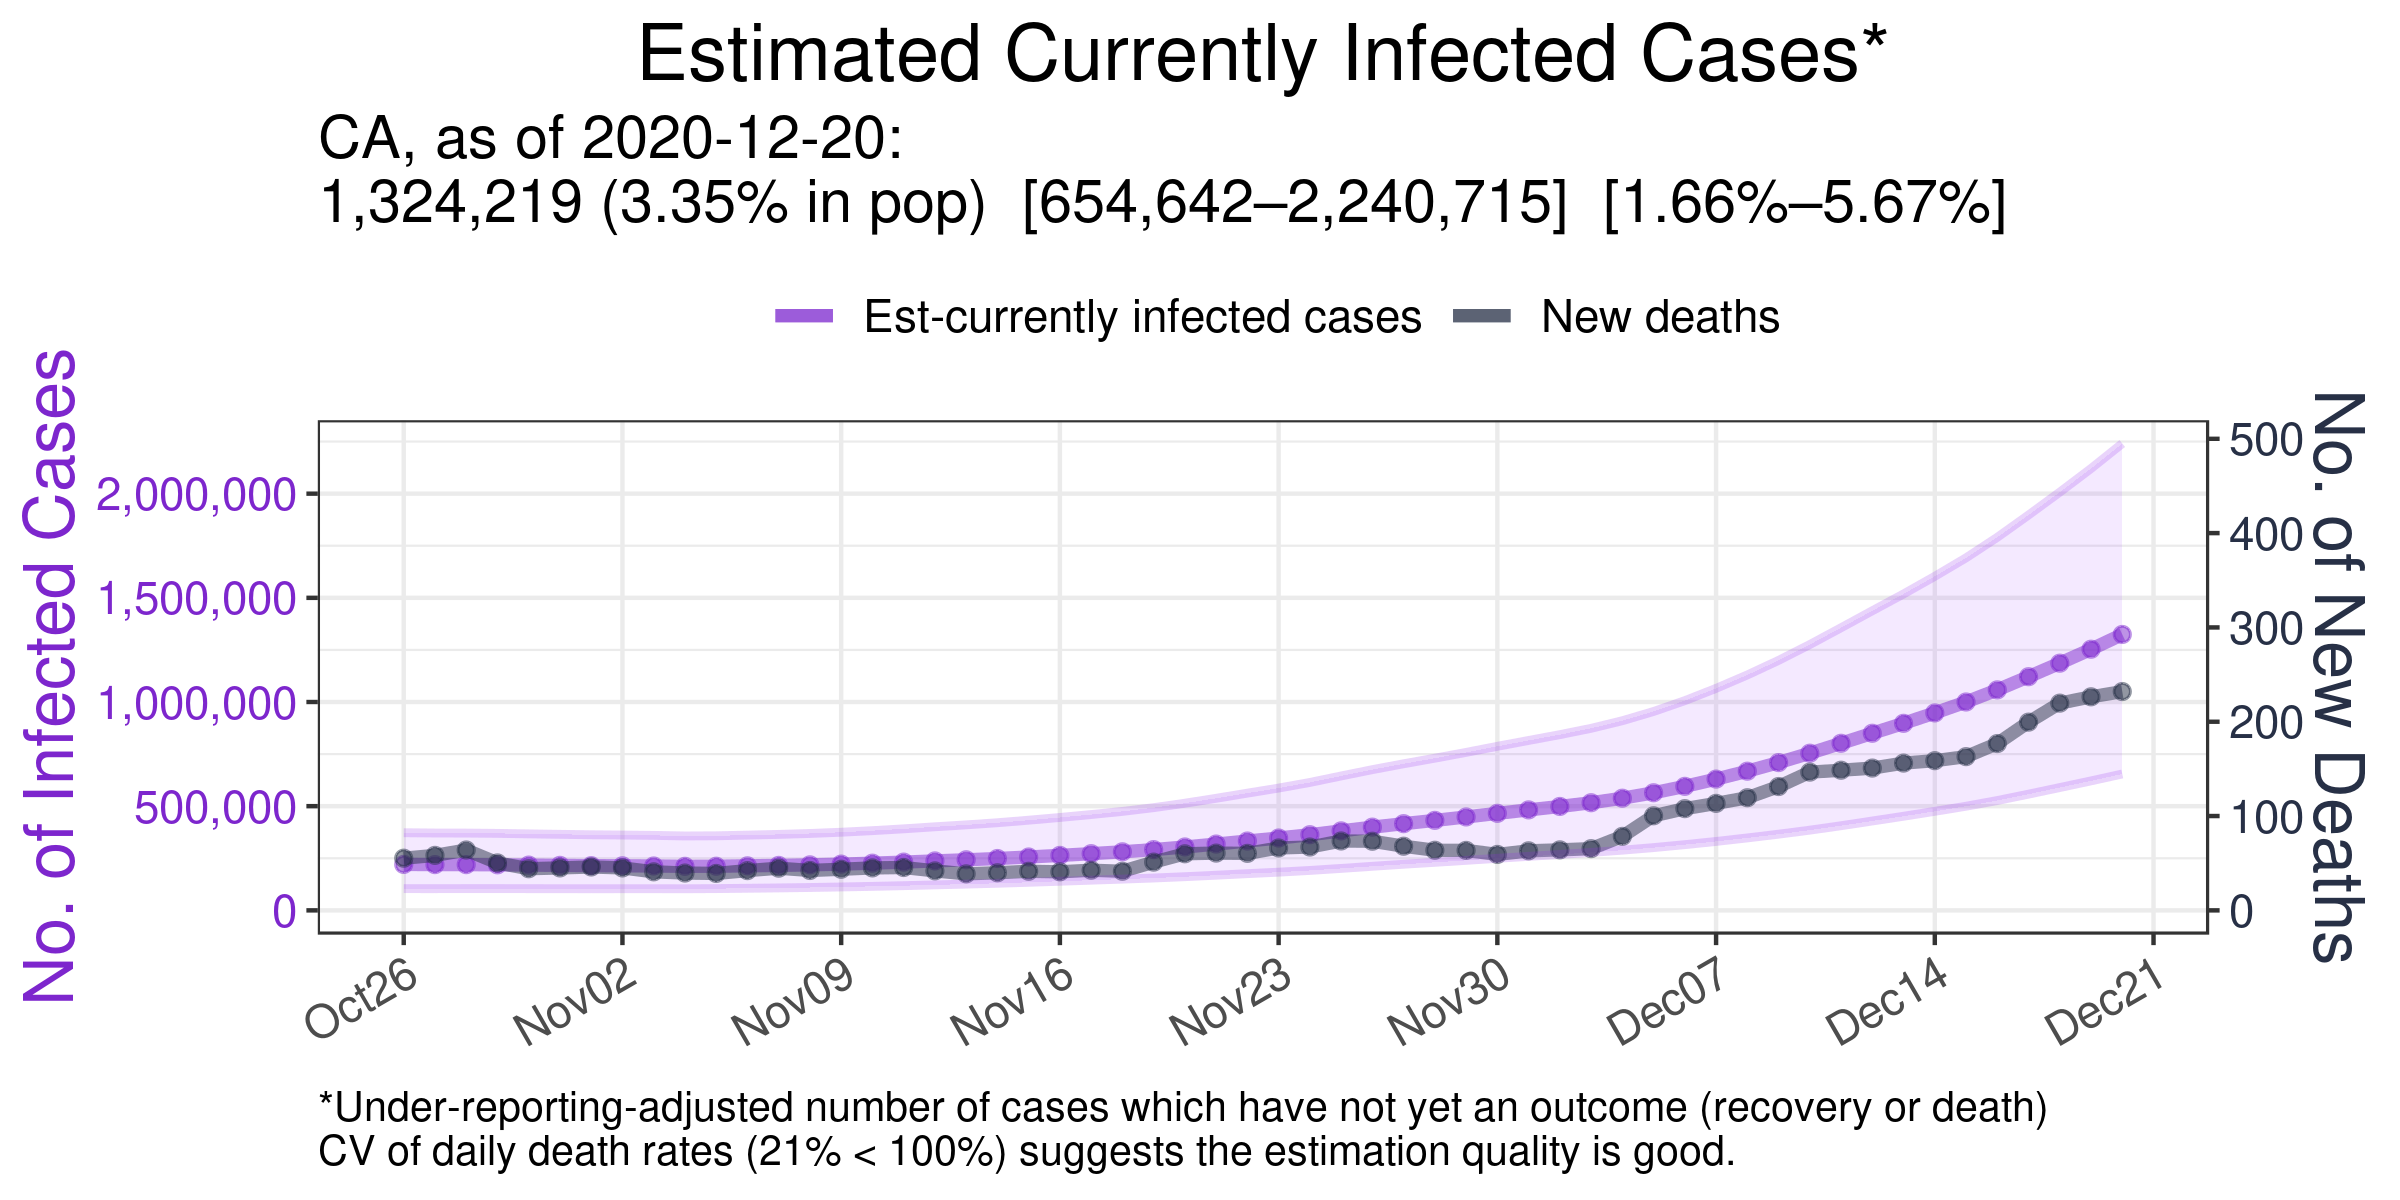 Estimated Currently Infected Cases*
CA, as of 2020-12-20:
1,324,219 (3.35% in pop)  [654,642–2,240,715]  [1.66%–5.67%]
Est-currently infected cases
New deaths
No. of Infected Cases
2,000,000
1,500,000
1,000,000
500,000
0
500
400
300
200
100
0
No. of New Deaths
Oct26
Nov02
Nov09
Nov16
Nov23
Nov30
Dec07
Dec14
Dec21
*Under-reporting-adjusted number of cases which have not yet an outcome (recovery or death)
CV of daily death rates (21% < 100%) suggests the estimation quality is good.